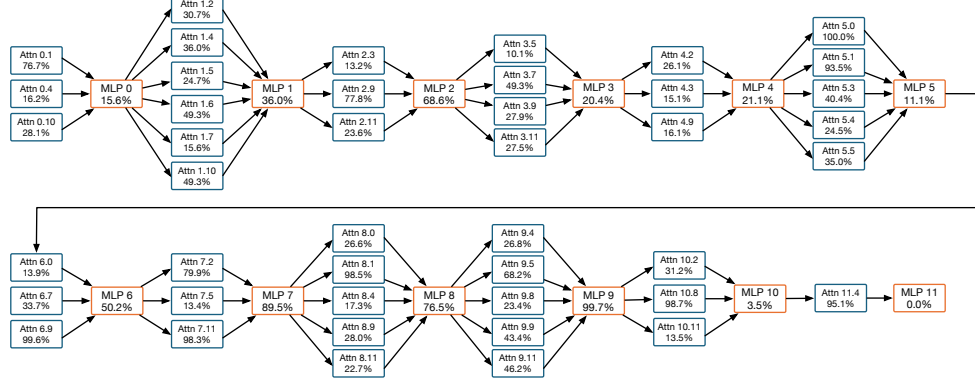 Attn 1.2
30.7%
Attn 0.1
76.7%
Attn 0.4
16.2%
Attn 0.10
28.1%
MLP 0
15.6%
Attn 1.4
36.0%
Attn 1.5
24.7%
Attn 1.6
49.3%
Attn 1.7
15.6%
Attn 1.10
49.3%
MLP 1
36.0%
Attn 2.3
13.2%
Attn 2.9
77.8%
Attn 2.11
23.6%
MLP 2
68.6%
Attn 3.5
10.1%
Attn 3.7
49.3%
Attn 3.9
27.9%
Attn 3.11
27.5%
MLP 3
20.4%
Attn 4.2
26.1%
Attn 4.3
15.1%
Attn 4.9
16.1%
MLP 4
21.1%
Attn 5.0
100.0%
Attn 5.1
93.5%
Attn 5.3
40.4%
Attn 5.4
24.5%
Attn 5.5
35.0%
MLP 5
11.1%
Attn 6.0
13.9%
Attn 6.7
33.7%
Attn 6.9
99.6%
MLP 6
50.2%
Attn 7.2
79.9%
Attn 7.5
13.4%
Attn 7.11
98.3%
MLP 7
89.5%
Attn 8.0
26.6%
Attn 8.1
98.5%
Attn 8.4
17.3%
Attn 8.9
28.0%
Attn 8.11
22.7%
MLP 8
76.5%
Attn 9.4
26.8%
Attn 9.5
68.2%
Attn 9.8
23.4%
Attn 9.9
43.4%
Attn 9.11
46.2%
MLP 9
99.7%
Attn 10.2
31.2%
Attn 10.8
98.7%
Attn 10.11
13.5%
MLP 10
3.5%
Attn 11.4
95.1%
MLP 11
0.0%